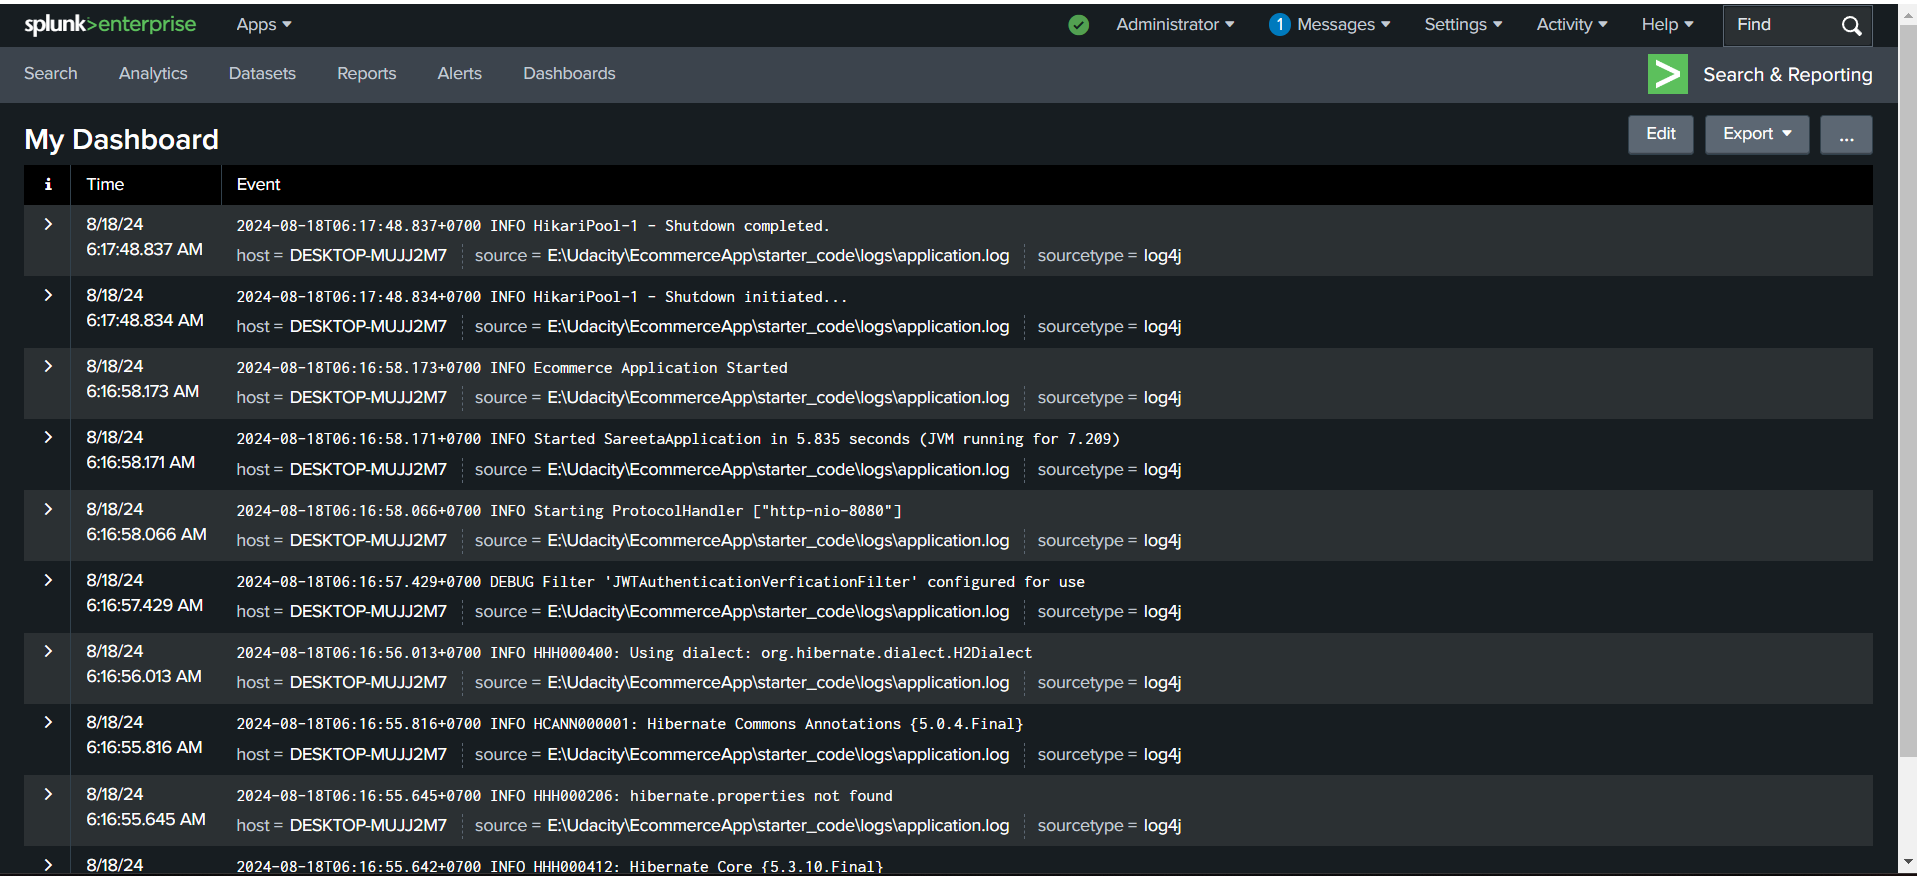 splunk>enterprise Apps Administrator 1 Messages Settings Activity Help Find
Search Analytics Datasets Reports Alerts Dashboards Search & Reporting
My Dashboard Edit Export ...
i Time Event
8/18/24 2024-08-18T06:17:48.837+0700 INFO HikariPool-1 - Shutdown completed.
6:17:48.837 AM host = DESKTOP-MUJJ2M7 source = E:\Udacity\EcommerceApp\starter_code\logs\application.log sourcetype = log4j
8/18/24 2024-08-18T06:17:48.834+0700 INFO HikariPool-1 - Shutdown initiated...
6:17:48.834 AM host = DESKTOP-MUJJ2M7 source = E:\Udacity\EcommerceApp\starter_code\logs\application.log sourcetype = log4j
8/18/24 2024-08-18T06:16:58.173+0700 INFO Ecommerce Application Started
6:16:58.173 AM host = DESKTOP-MUJJ2M7 source = E:\Udacity\EcommerceApp\starter_code\logs\application.log sourcetype = log4j
8/18/24 2024-08-18T06:16:58.171+0700 INFO Started SareetaApplication in 5.835 seconds (JVM running for 7.209)
6:16:58.171 AM host = DESKTOP-MUJJ2M7 source = E:\Udacity\EcommerceApp\starter_code\logs\application.log sourcetype = log4j
8/18/24 2024-08-18T06:16:58.066+0700 INFO Starting ProtocolHandler ["http-nio-8080"]
6:16:58.066 AM host = DESKTOP-MUJJ2M7 source = E:\Udacity\EcommerceApp\starter_code\logs\application.log sourcetype = log4j
8/18/24 2024-08-18T06:16:57.429+0700 DEBUG Filter 'JWTAuthenticationVerficationFilter' configured for use
6:16:57.429 AM host = DESKTOP-MUJJ2M7 source = E:\Udacity\EcommerceApp\starter_code\logs\application.log sourcetype = log4j
8/18/24 2024-08-18T06:16:56.013+0700 INFO HHH000400: Using dialect: org.hibernate.dialect.H2Dialect
6:16:56.013 AM host = DESKTOP-MUJJ2M7 source = E:\Udacity\EcommerceApp\starter_code\logs\application.log sourcetype = log4j
8/18/24 2024-08-18T06:16:55.816+0700 INFO HCANN000001: Hibernate Commons Annotations {5.0.4.Final}
6:16:55.816 AM host = DESKTOP-MUJJ2M7 source = E:\Udacity\EcommerceApp\starter_code\logs\application.log sourcetype = log4j
8/18/24 2024-08-18T06:16:55.645+0700 INFO HHH000206: hibernate.properties not found
6:16:55.645 AM host = DESKTOP-MUJJ2M7 source = E:\Udacity\EcommerceApp\starter_code\logs\application.log sourcetype = log4j
8/18/24 2024-08-18T06:16:55.642+0700 INFO HHH000412: Hibernate Core {5.3.10.Final}